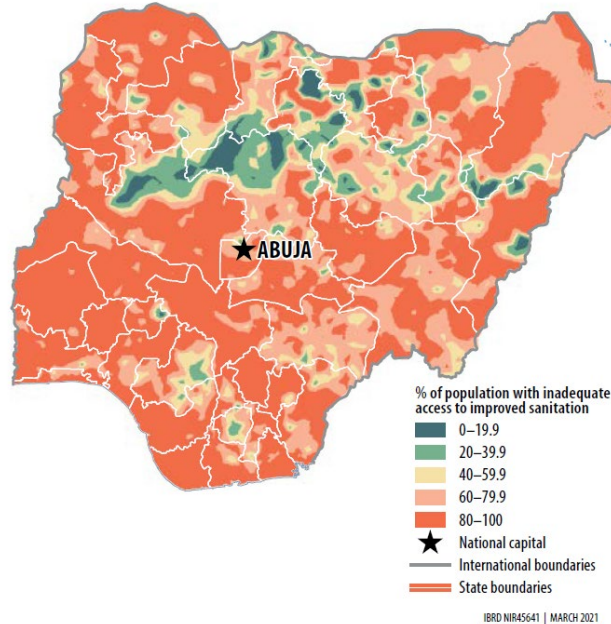 ABUJA
% of population with inadequate
access to improved sanitation
0–19.9
20–39.9
40–59.9
60–79.9
80–100
National capital
International boundaries
State boundaries
IBRD NIR45641 | MARCH 2021